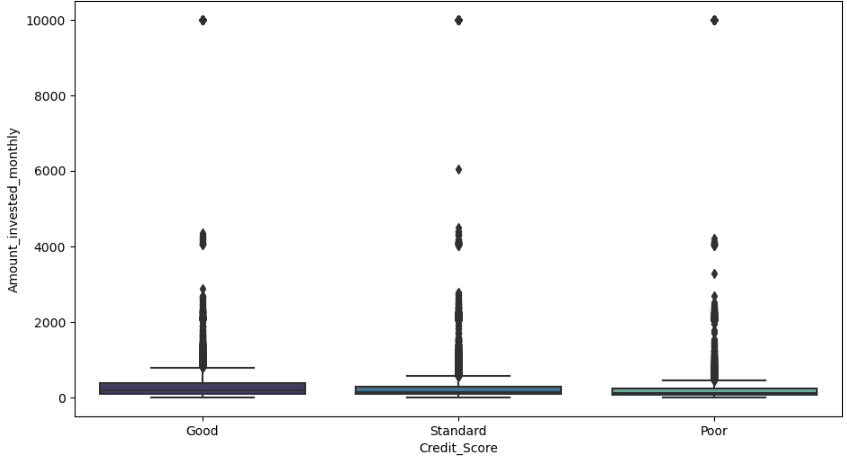 10000
8000
6000
4000
2000
0
Amount_invested_monthly
Good
Standard
Poor
Credit_Score